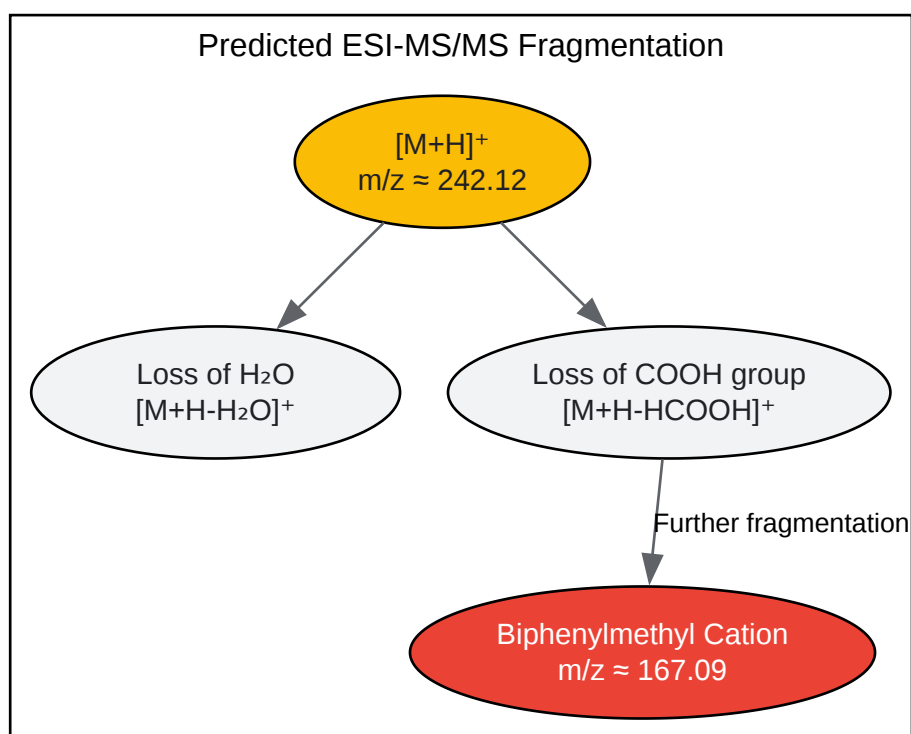 Predicted ESI-MS/MS Fragmentation
[M+H]⁺
m/z ≈ 242.12
Loss of H₂O
[M+H-H₂O]⁺
Loss of COOH group
[M+H-HCOOH]⁺
Further fragmentation
Biphenylmethyl Cation
m/z ≈ 167.09